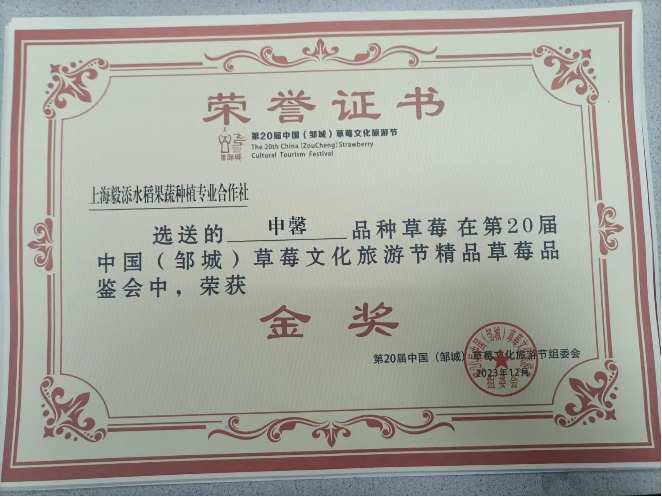 荣誉证书
第20届中国（邹城）草莓文化旅游节
The 20th China (ZouCheng) Strawberry
Cultural Tourism Festival
上海毅添水稻果蔬种植专业合作社
选送的 申馨 品种草莓在第20届
中国（邹城）草莓文化旅游节精品草莓品
鉴会中，荣获
金奖
第20届中国（邹城）草莓文化旅游节组委会
2023年12月
组委会